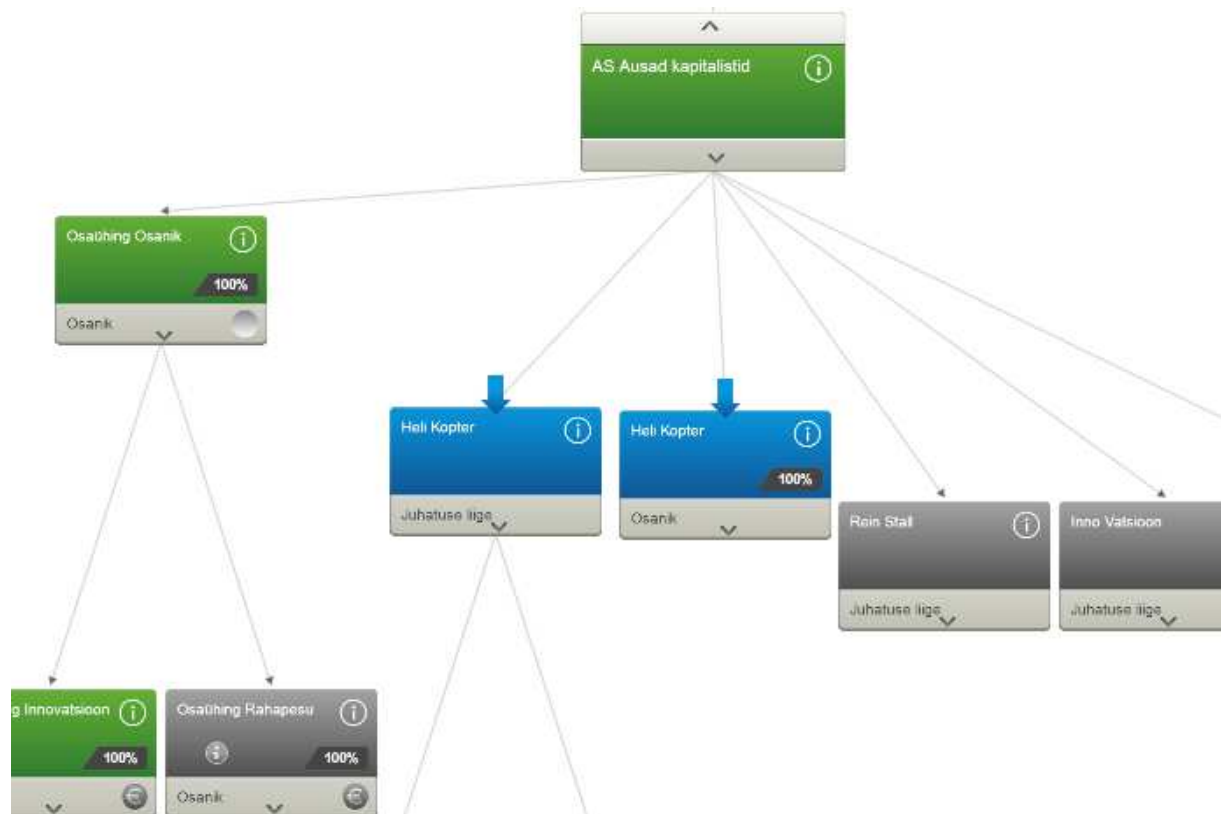 AS Ausad kapitalistid
Osaühing Osanik
100%
Osanik
Heli Kopter
Juhatuse liige
Heli Kopter
100%
Osanik
Rein Stall
Juhatuse liige
Inno Vatsioon
Juhatuse liige
g Innovatsioon
100%
Osaühing Rahapesu
100%
Osanik